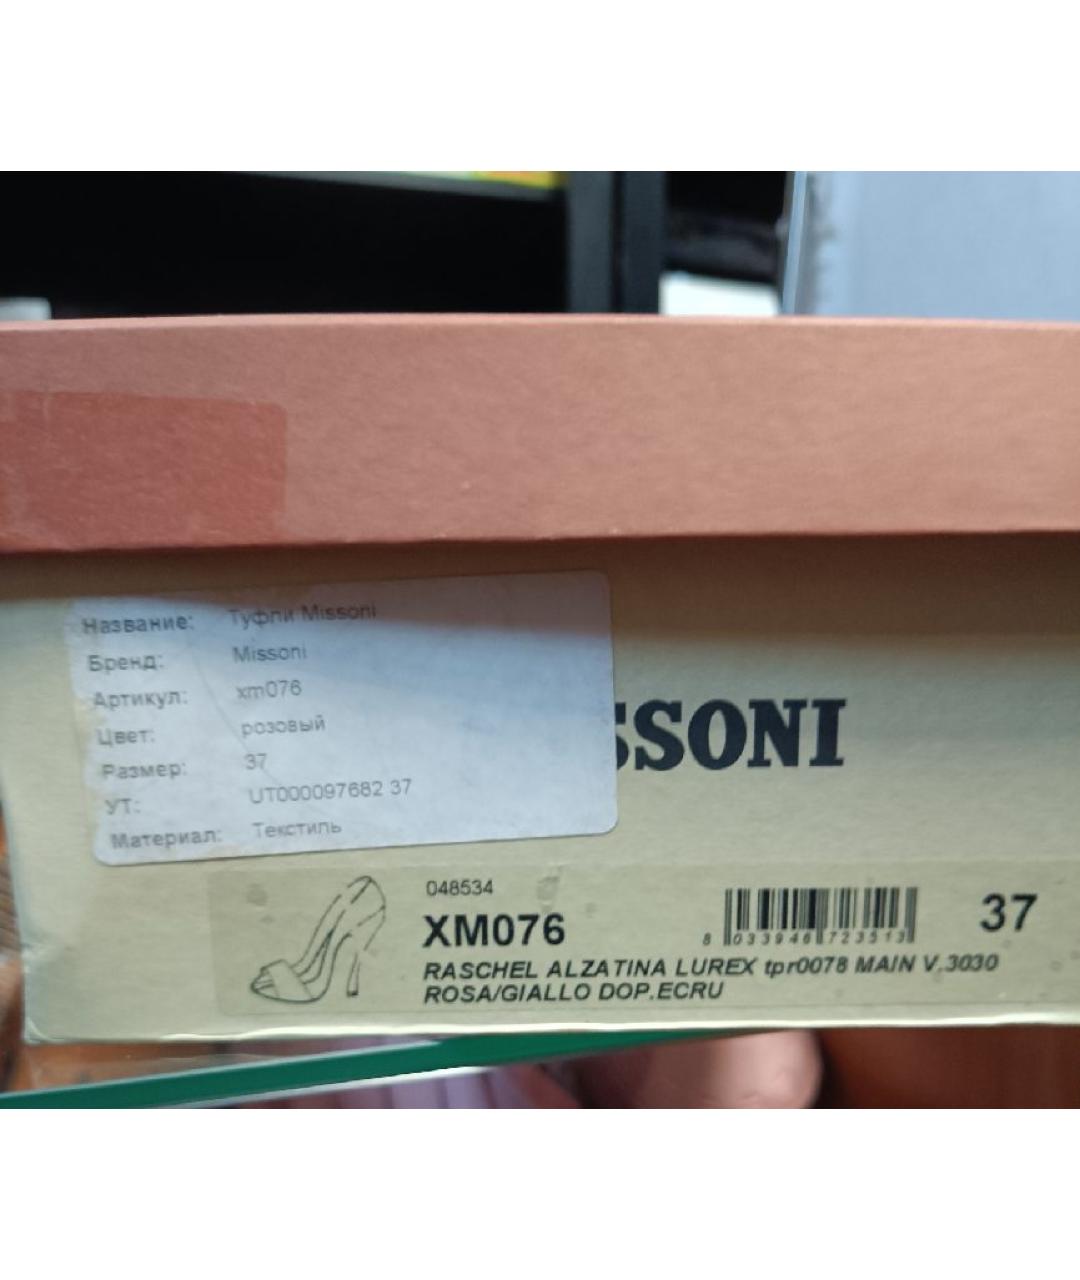 Название: Туфли Missoni
Бренд: Missoni
Артикул: xm076
Цвет: розовый
Размер: 37
УТ: UT000097682 37
Материал: Текстиль
SSONI
048534
XM076
8 033946 723513
37
RASCHEL ALZATINA LUREX tpr0078 MAIN V.3030
ROSA/GIALLO DOP.ECRU